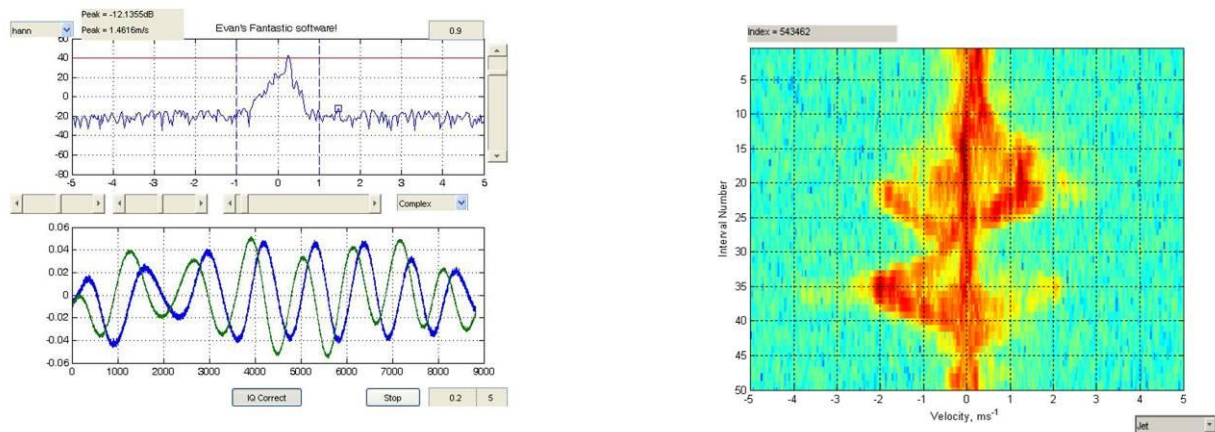 hann
Peak = -12.1355dB
Peak = 1.4616m/s
Evan's Fantastic software!
0.9
60
40
20
0
-20
-40
-60
-80
-5 -4 -3 -2 -1 0 1 2 3 4 5
Complex
0.06
0.04
0.02
0
-0.02
-0.04
-0.06
0 1000 2000 3000 4000 5000 6000 7000 8000 9000
IQ Correct
Stop
0.2
5
Index = 543462
Interval Number
5
10
15
20
25
30
35
40
45
50
-5 -4 -3 -2 -1 0 1 2 3 4 5
Velocity, ms⁻¹
Jet